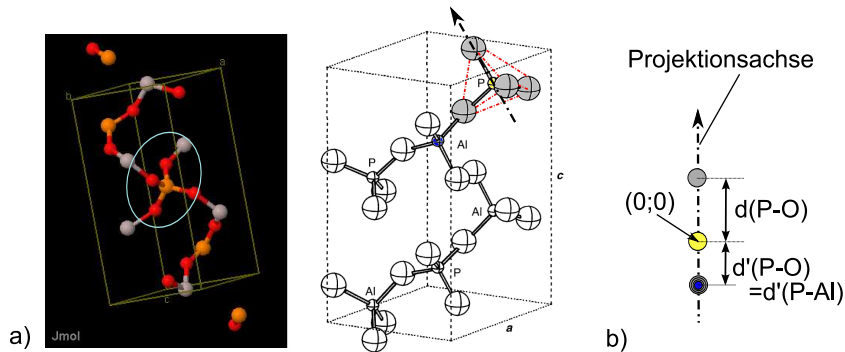 a
b
c
Jmol
a)
P
P
Al
Al
P
Al
c
a
Projektionsachse
(0;0)
d(P-O)
d'(P-O)
=d'(P-Al)
b)